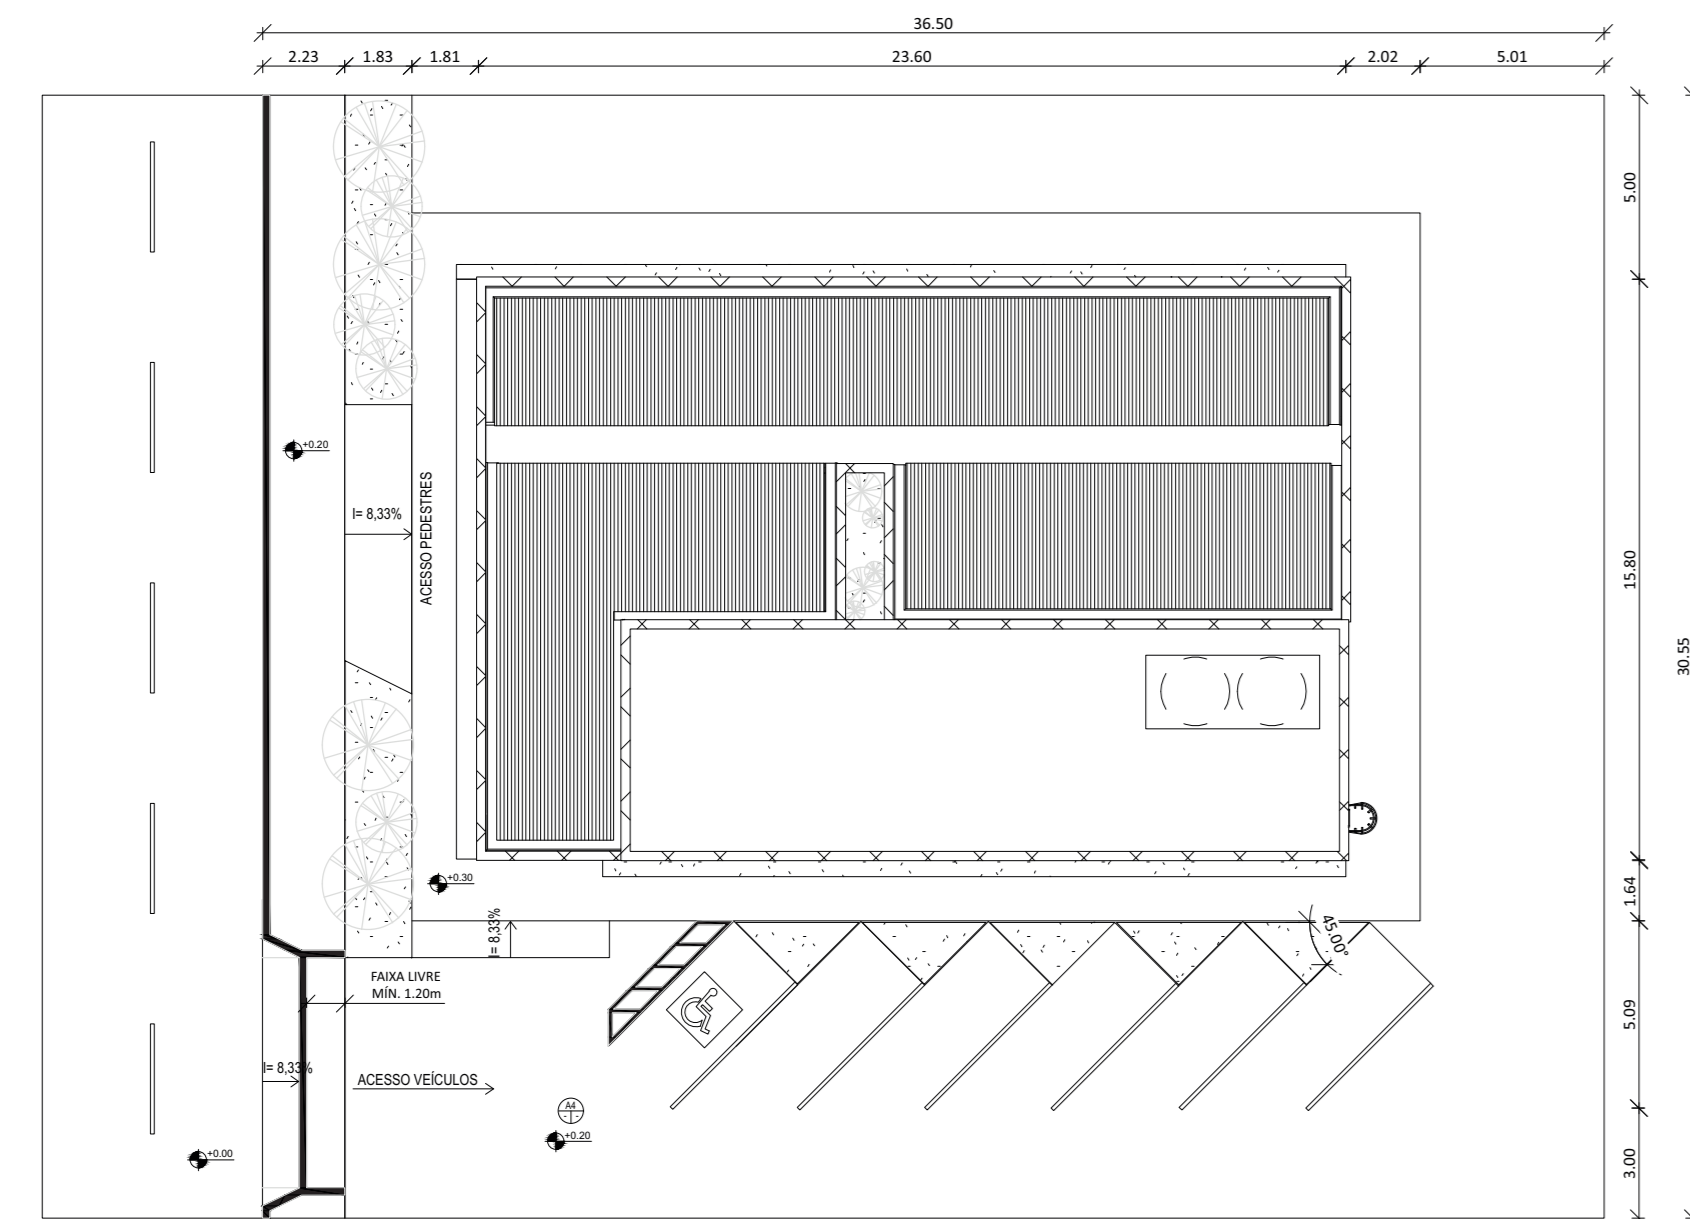 36.50
2.23
1.83
1.81
23.60
2.02
5.01
5.00
15.80
30.55
1.64
5.09
3.00
+0.20
I= 8,33%
ACESSO PEDESTRES
+0.30
I= 8,33%
45.00°
FAIXA LIVRE
MÍN. 1.20m
I= 8,33%
ACESSO VEÍCULOS
A4
+0.20
+0.00